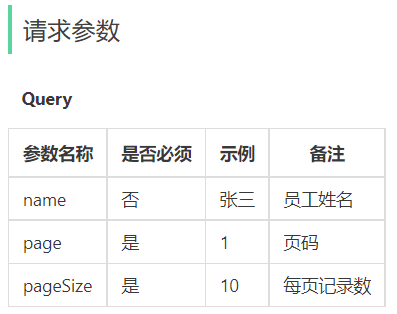 请求参数
Query
参数名称 是否必须 示例 备注
name 否 张三 员工姓名
page 是 1 页码
pageSize 是 10 每页记录数